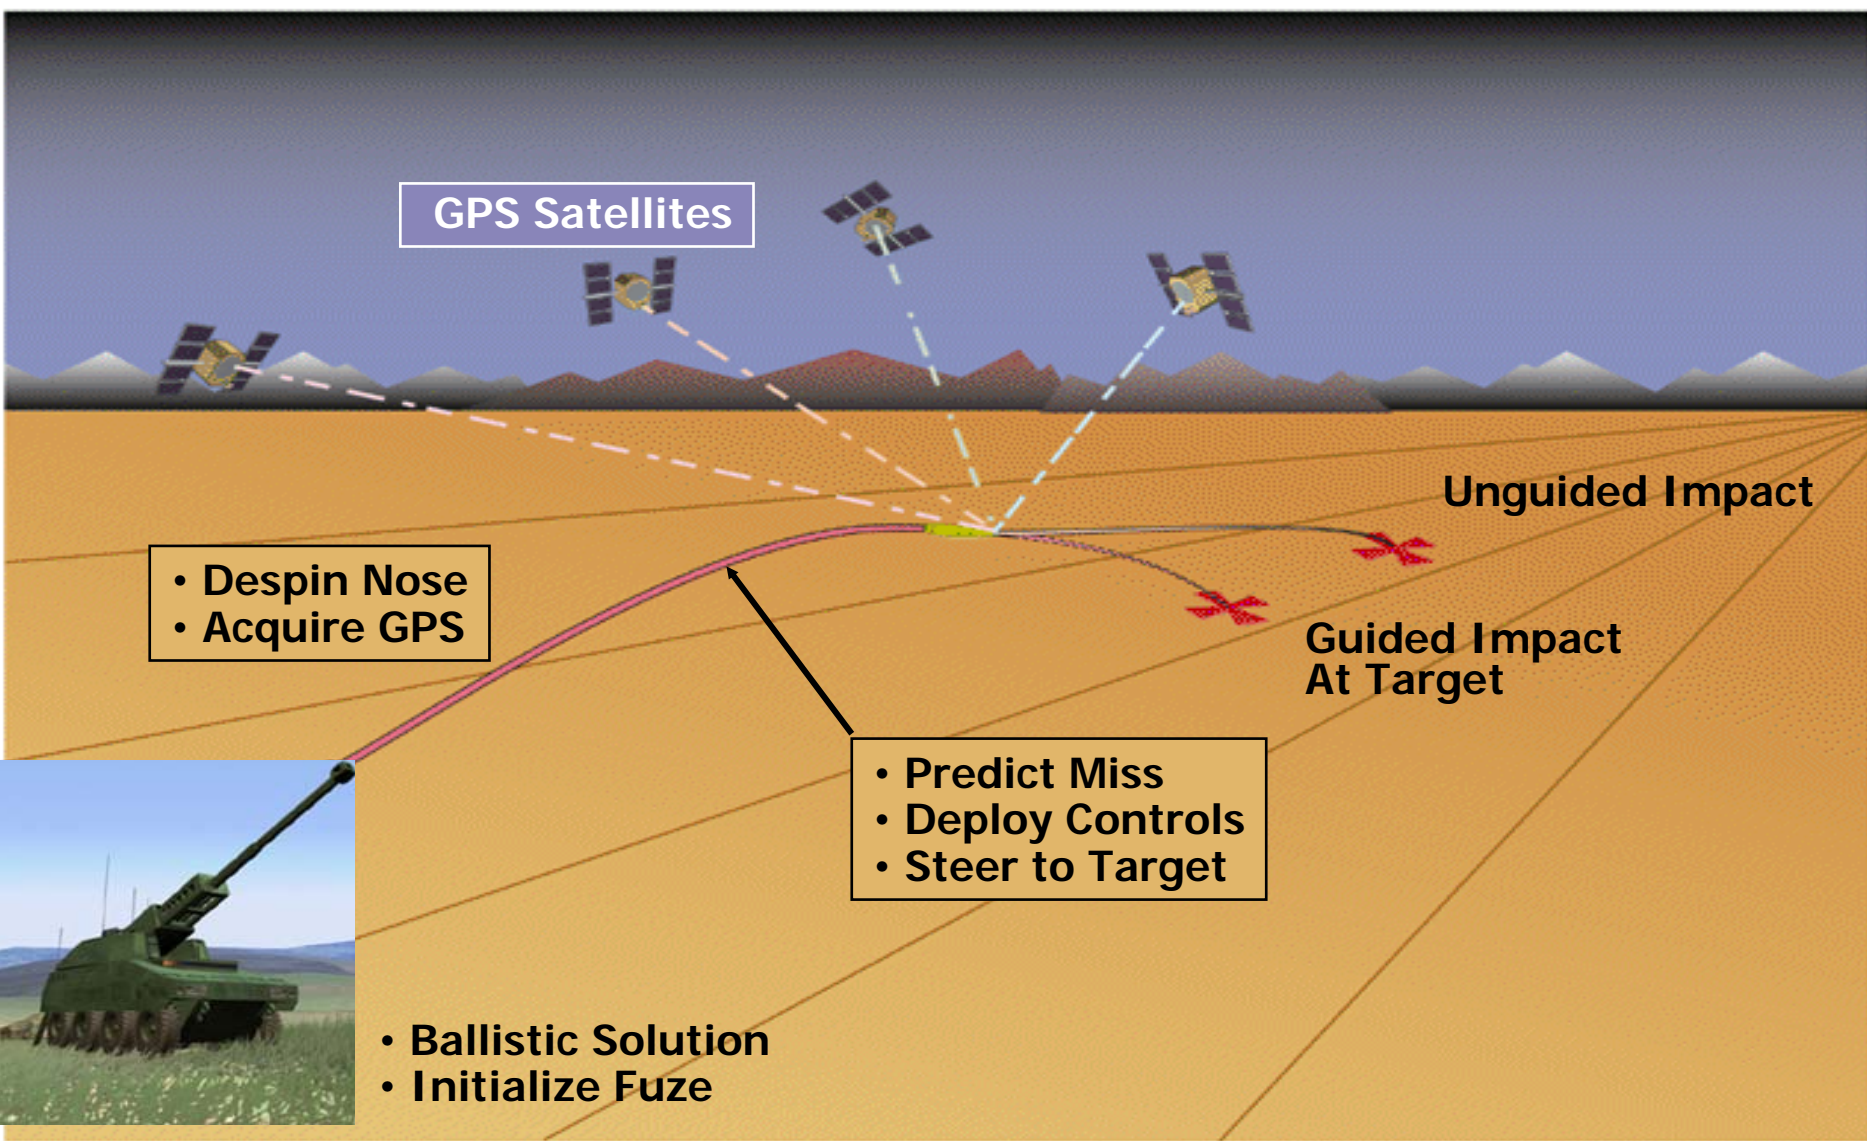 GPS Satellites
Unguided Impact
• Despin Nose
• Acquire GPS
Guided Impact
At Target
• Predict Miss
• Deploy Controls
• Steer to Target
• Ballistic Solution
• Initialize Fuze